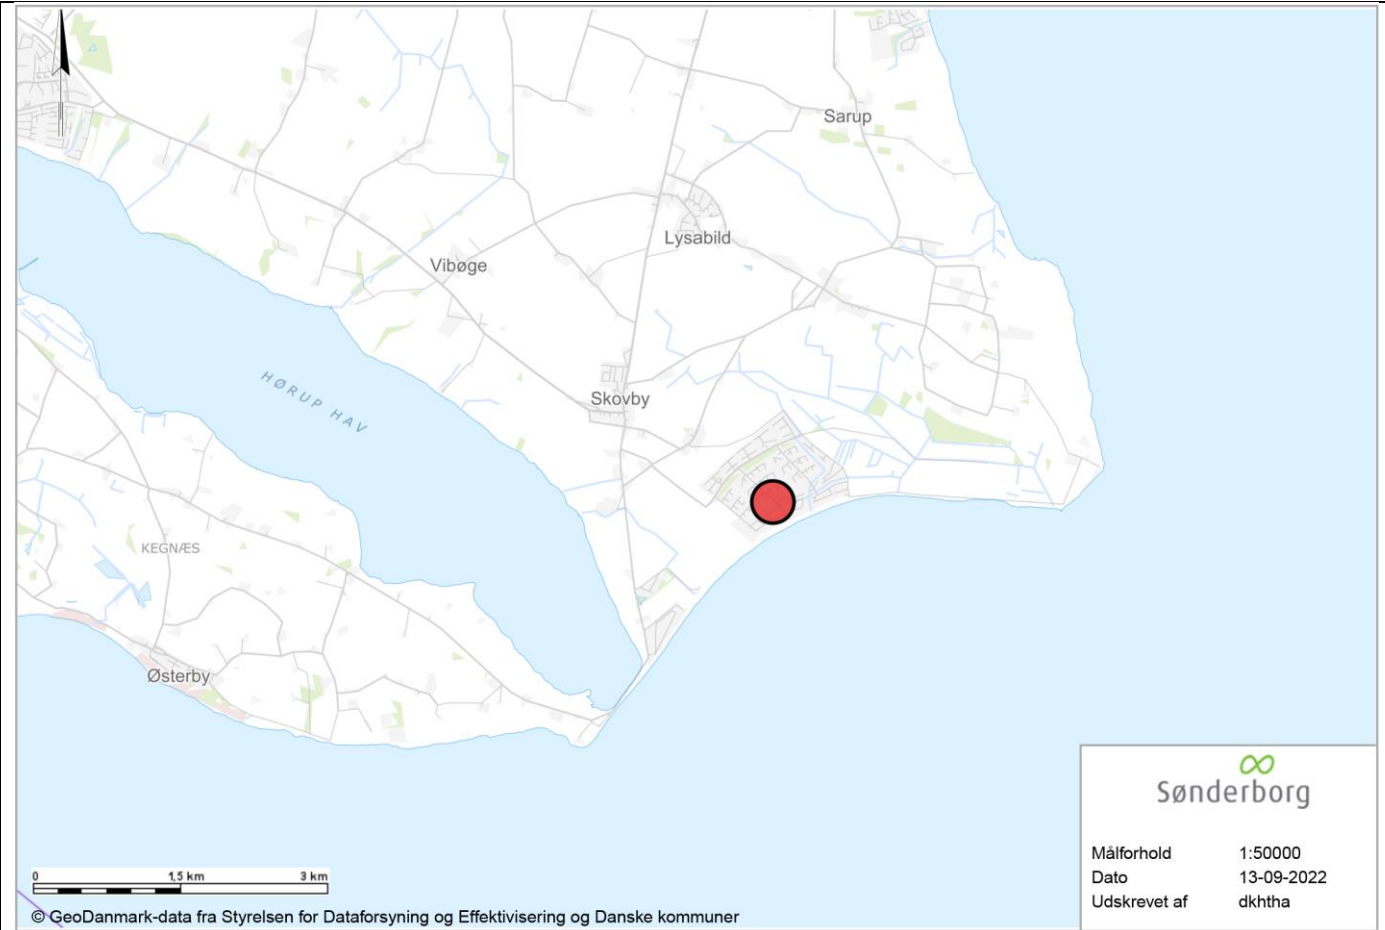 Sarup
Lysabild
Vibøge
HØRUP HAV
Skovby
KEGNÆS
Østerby
Sønderborg
Målforhold 1:50000
Dato 13-09-2022
Udskrevet af dkhtha
0 1,5 km 3 km
© GeoDanmark-data fra Styrelsen for Dataforsyning og Effektivisering og Danske kommuner